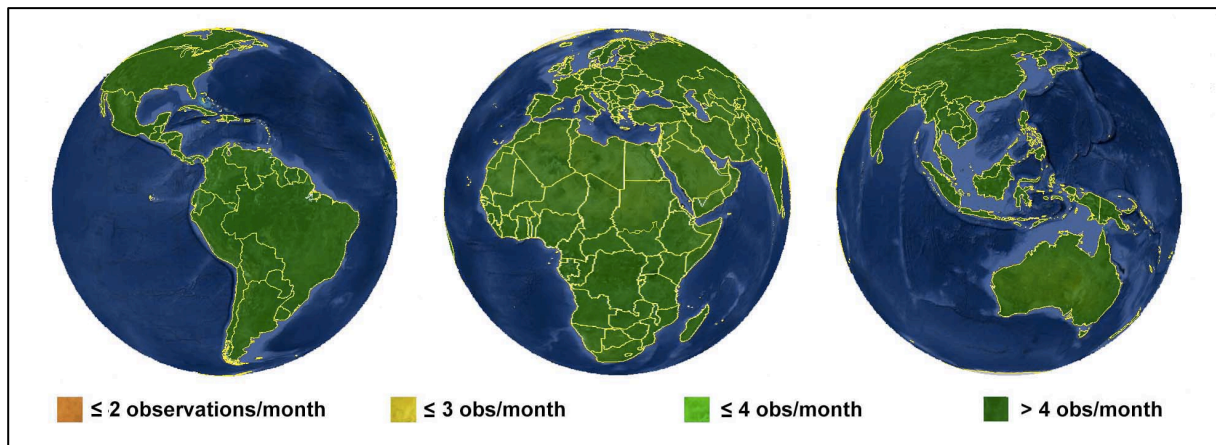 ≤ 2 observations/month ≤ 3 obs/month ≤ 4 obs/month > 4 obs/month